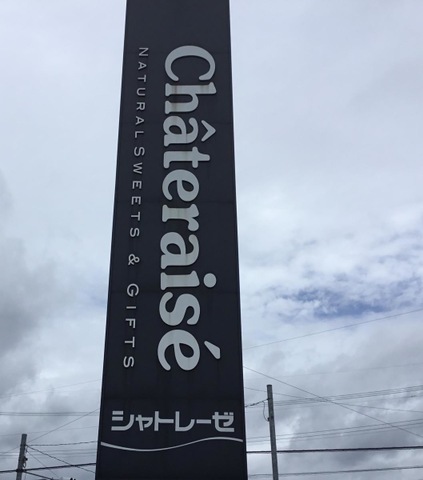 Châteraisé
NATURAL SWEETS & GIFTS
シャトレーゼ